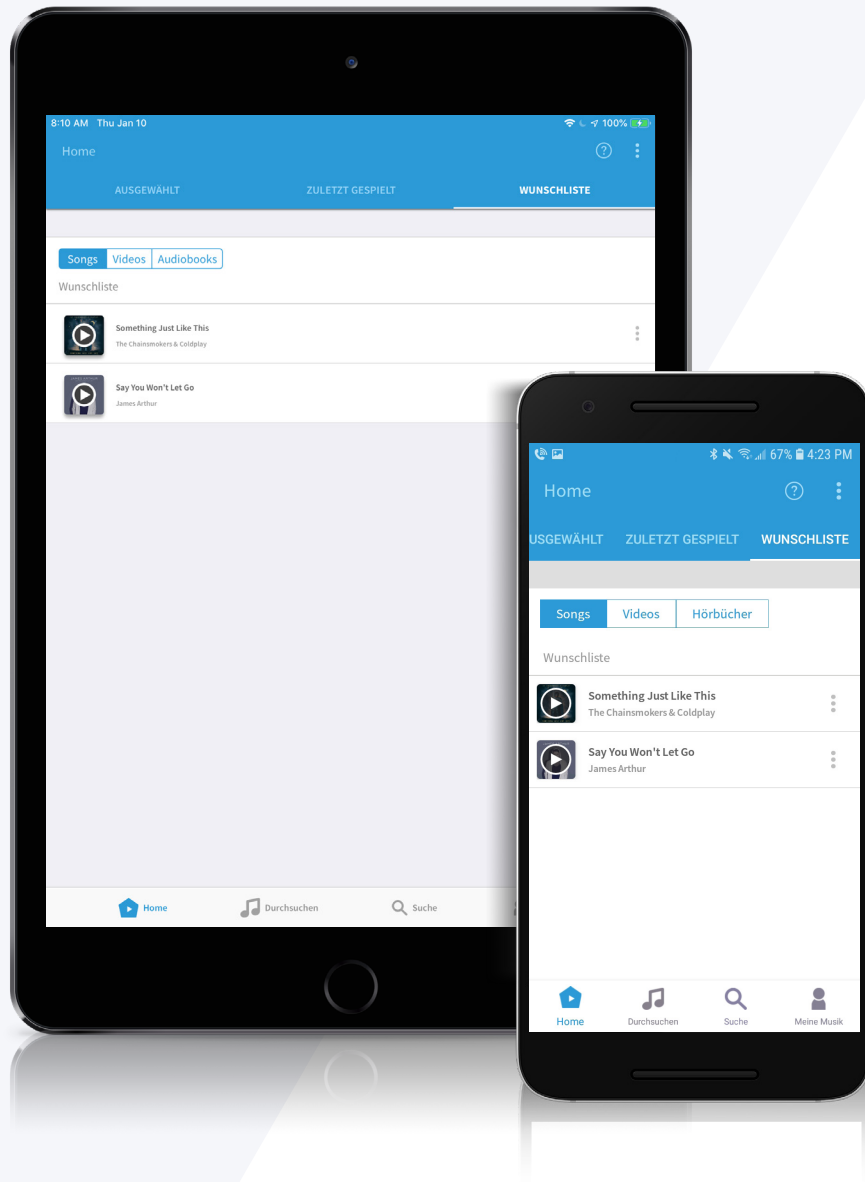 8:10 AM Thu Jan 10 100%
Home
AUSGEWÄHLT ZULETZT GESPIELT WUNSCHLISTE
Songs Videos Audiobooks
Wunschliste
Something Just Like This
The Chainsmokers & Coldplay
Say You Won't Let Go
James Arthur
Home Durchsuchen Suche
67% 4:23 PM
Home
USGEWÄHLT ZULETZT GESPIELT WUNSCHLISTE
Songs Videos Hörbücher
Wunschliste
Something Just Like This
The Chainsmokers & Coldplay
Say You Won't Let Go
James Arthur
Home Durchsuchen Suche Meine Musik